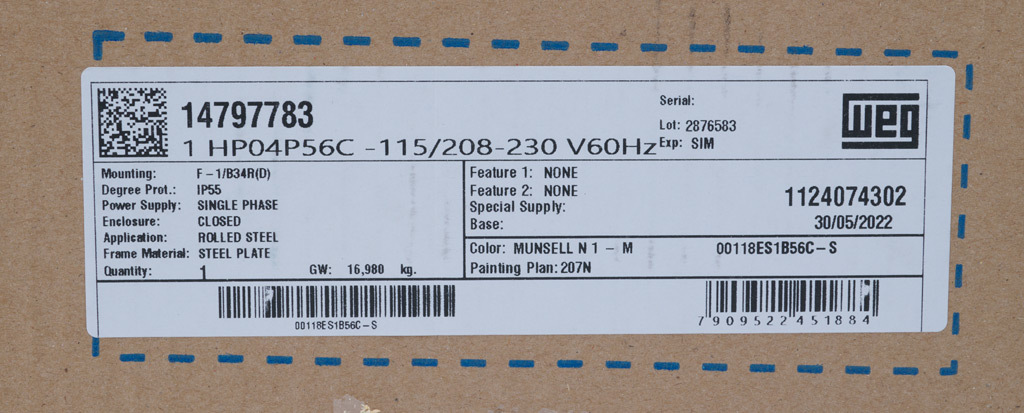 14797783
1 HP04P56C -115/208-230 V60Hz
Serial:
Lot: 2876583
Exp: SIM
WEG
Mounting: F-1/B34R(D)
Degree Prot.: IP55
Power Supply: SINGLE PHASE
Enclosure: CLOSED
Application: ROLLED STEEL
Frame Material: STEEL PLATE
Quantity: 1 GW: 16,980 kg.
Feature 1: NONE
Feature 2: NONE
Special Supply:
Base:
1124074302
30/05/2022
Color: MUNSELL N 1 - M 00118ES1B56C-S
Painting Plan: 207N
00118ES1B56C-S
7909522451884